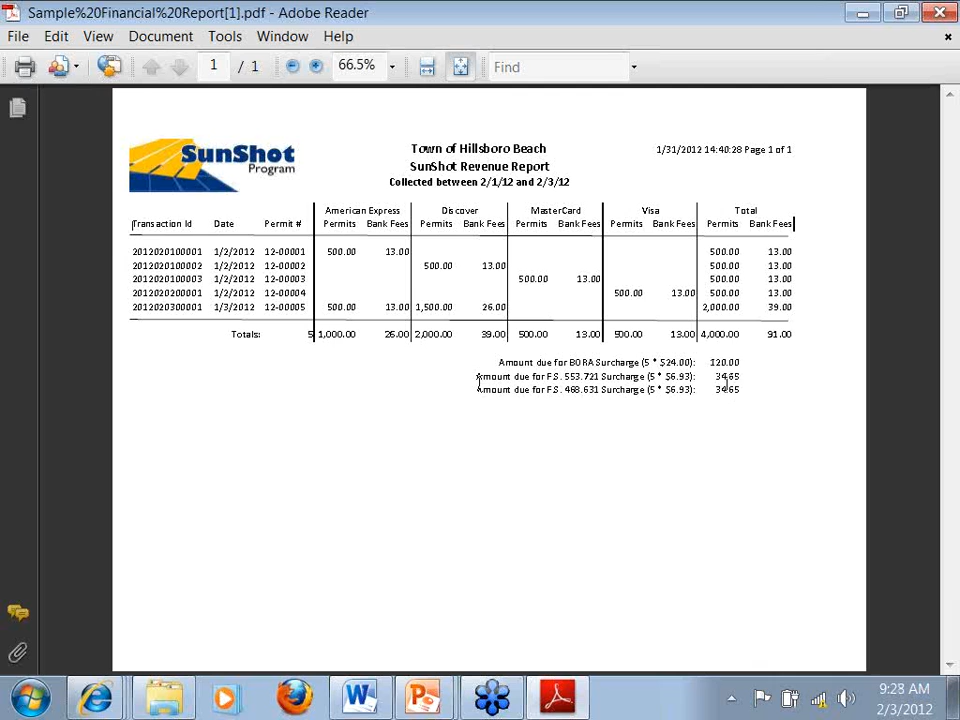 Sample%20Financial%20Report[1].pdf - Adobe Reader
File Edit View Document Tools Window Help
1 / 1 66.5% Find
SunShot
Program
Town of Hillsboro Beach
SunShot Revenue Report
Collected between 2/1/12 and 2/3/12
1/31/2012 14:40:28 Page 1 of 1
American Express Discover MasterCard Visa Total
Transaction Id Date Permit # Permits Bank Fees Permits Bank Fees Permits Bank Fees Permits Bank Fees Permits Bank Fees
2012020100001 1/2/2012 12-00001 500.00 13.00 500.00 13.00
2012020100002 1/2/2012 12-00002 500.00 13.00 500.00 13.00
2012020100003 1/2/2012 12-00003 500.00 13.00 500.00 13.00
2012020200001 1/2/2012 12-00004 500.00 13.00 500.00 13.00
2012020300001 1/3/2012 12-00005 500.00 13.00 1,500.00 26.00 2,000.00 39.00
Totals: 5 1,000.00 26.00 2,000.00 39.00 500.00 13.00 500.00 13.00 4,000.00 91.00
Amount due for BORA Surcharge (5 * $24.00): 120.00
Amount due for F.S. 553.721 Surcharge (5 * $6.93): 34.65
Amount due for F.S. 468.631 Surcharge (5 * $6.93): 34.65
9:28 AM
2/3/2012